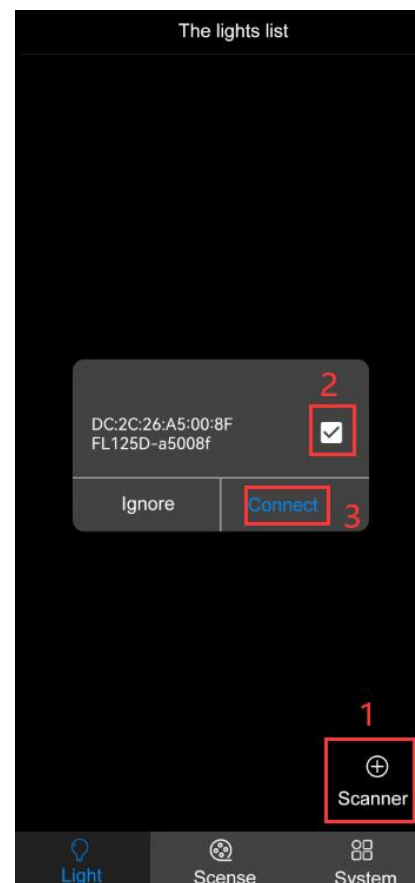 The lights list
2
DC:2C:26:A5:00:8F
FL125D-a5008f
Ignore
Connect
3
1
Scanner
Light
Scense
System